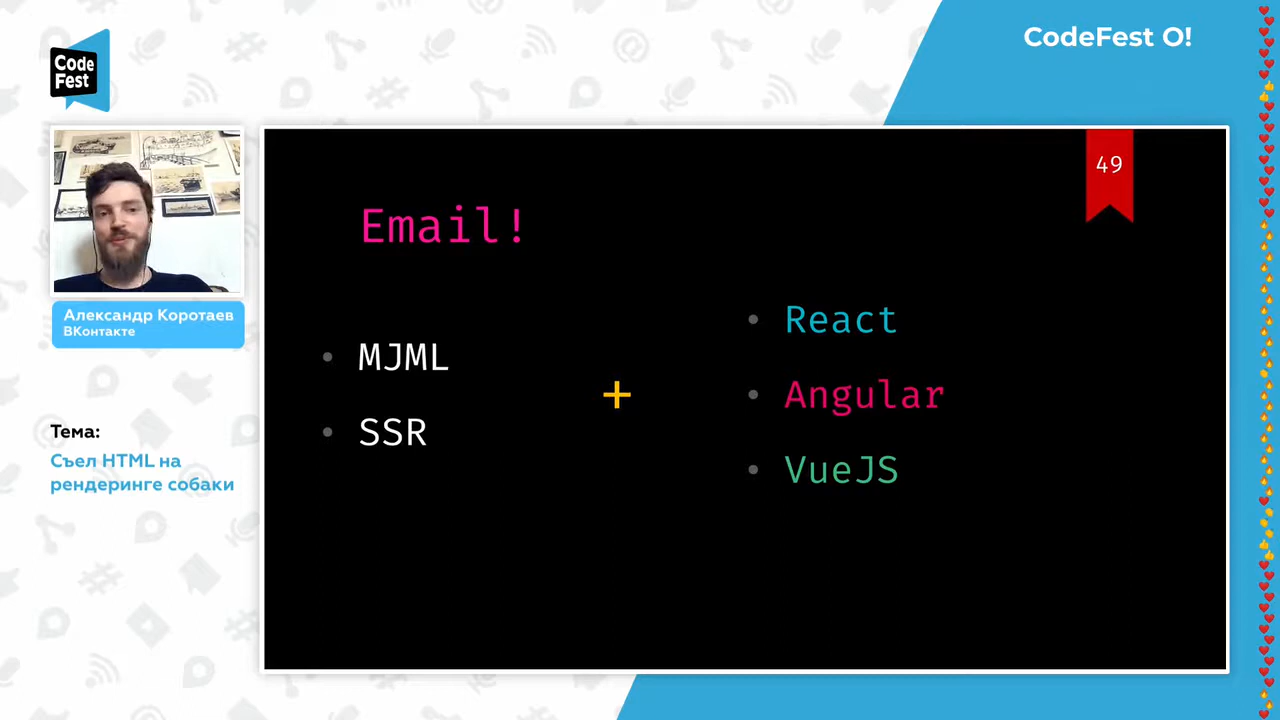 Code
Fest
CodeFest O!
Александр Коротаев
ВКонтакте
Тема:
Съел HTML на
рендеринге собаки
49
Email!
MJML
SSR
+
React
Angular
VueJS